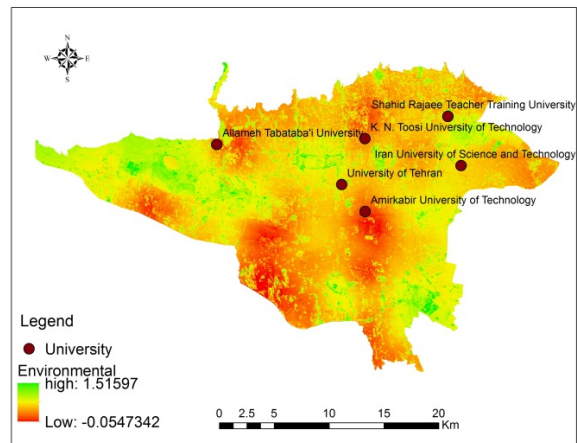 N
W E
S
Shahid Rajaee Teacher Training University
Allameh Tabataba'i University
K. N. Toosi University of Technology
Iran University of Science and Technology
University of Tehran
Amirkabir University of Technology
Legend
University
Environmental
high: 1.51597
Low: -0.0547342
0 2.5 5 10 15 20
Km